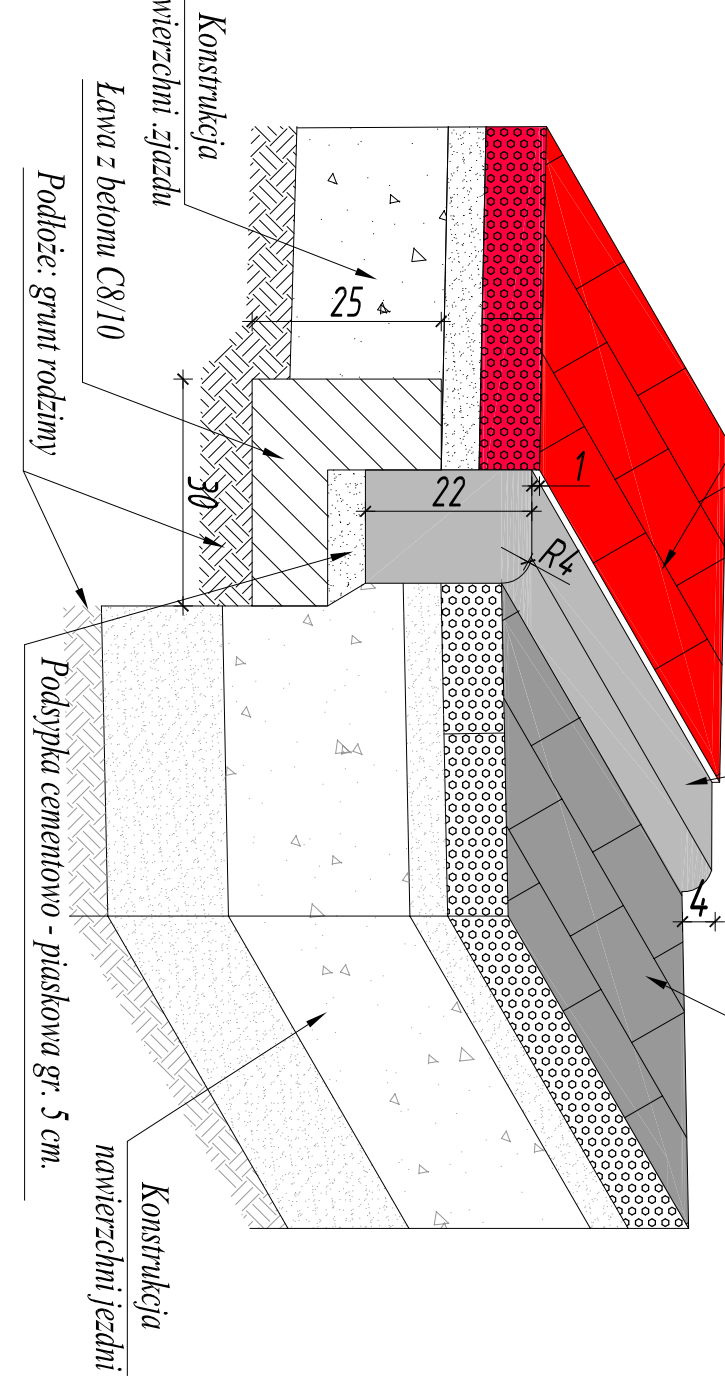 Konstrukcja
wierzchni .zjazdu
Ława z betonu C8/10
Podłoże: grunt rodzimy
25
30
22
1
R4
4
Podsypka cementowo - piaskowa gr. 5 cm.
Konstrukcja
nawierzchni jezdni